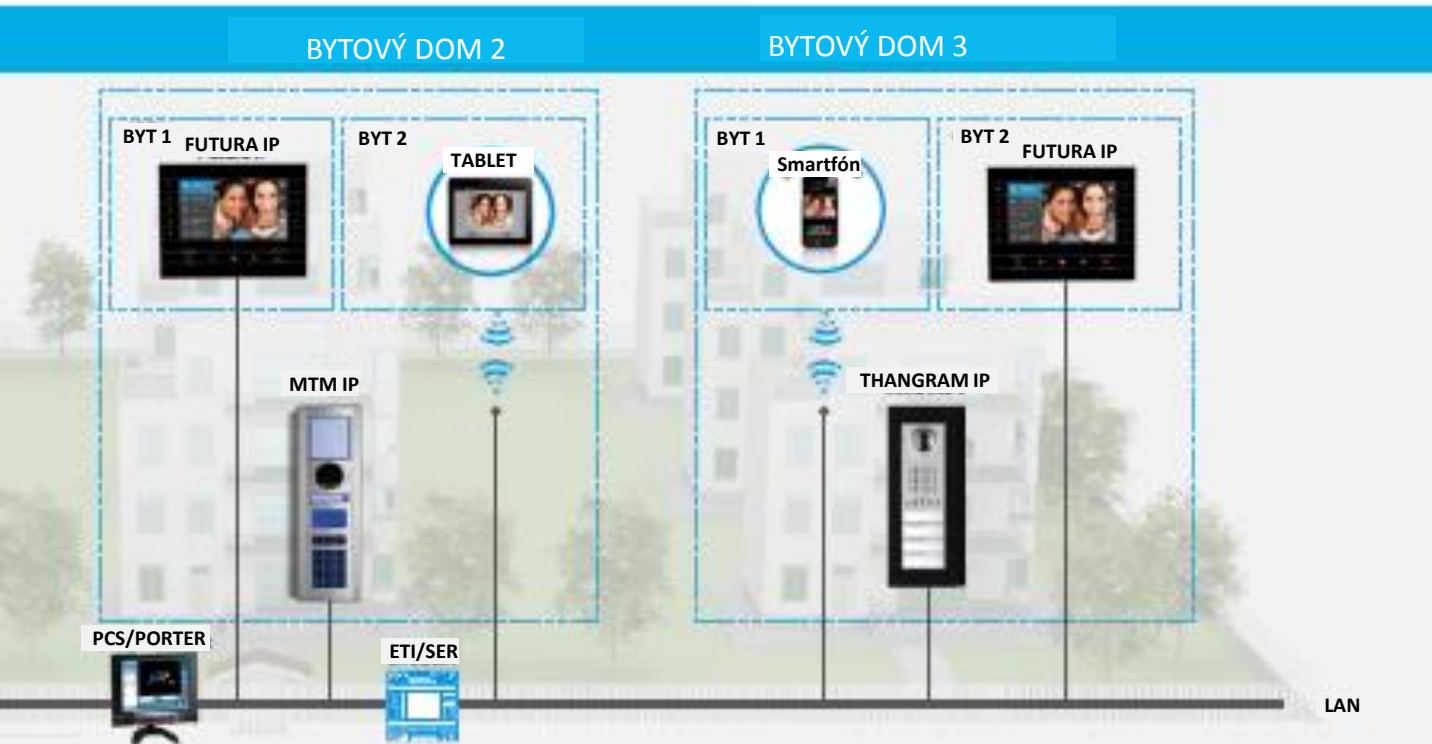 BYTOVÝ DOM 2
BYTOVÝ DOM 3
BYT 1
FUTURA IP
BYT 2
TABLET
BYT 1
Smartfón
BYT 2
FUTURA IP
MTM IP
THANGRAM IP
PCS/PORTER
ETI/SER
LAN